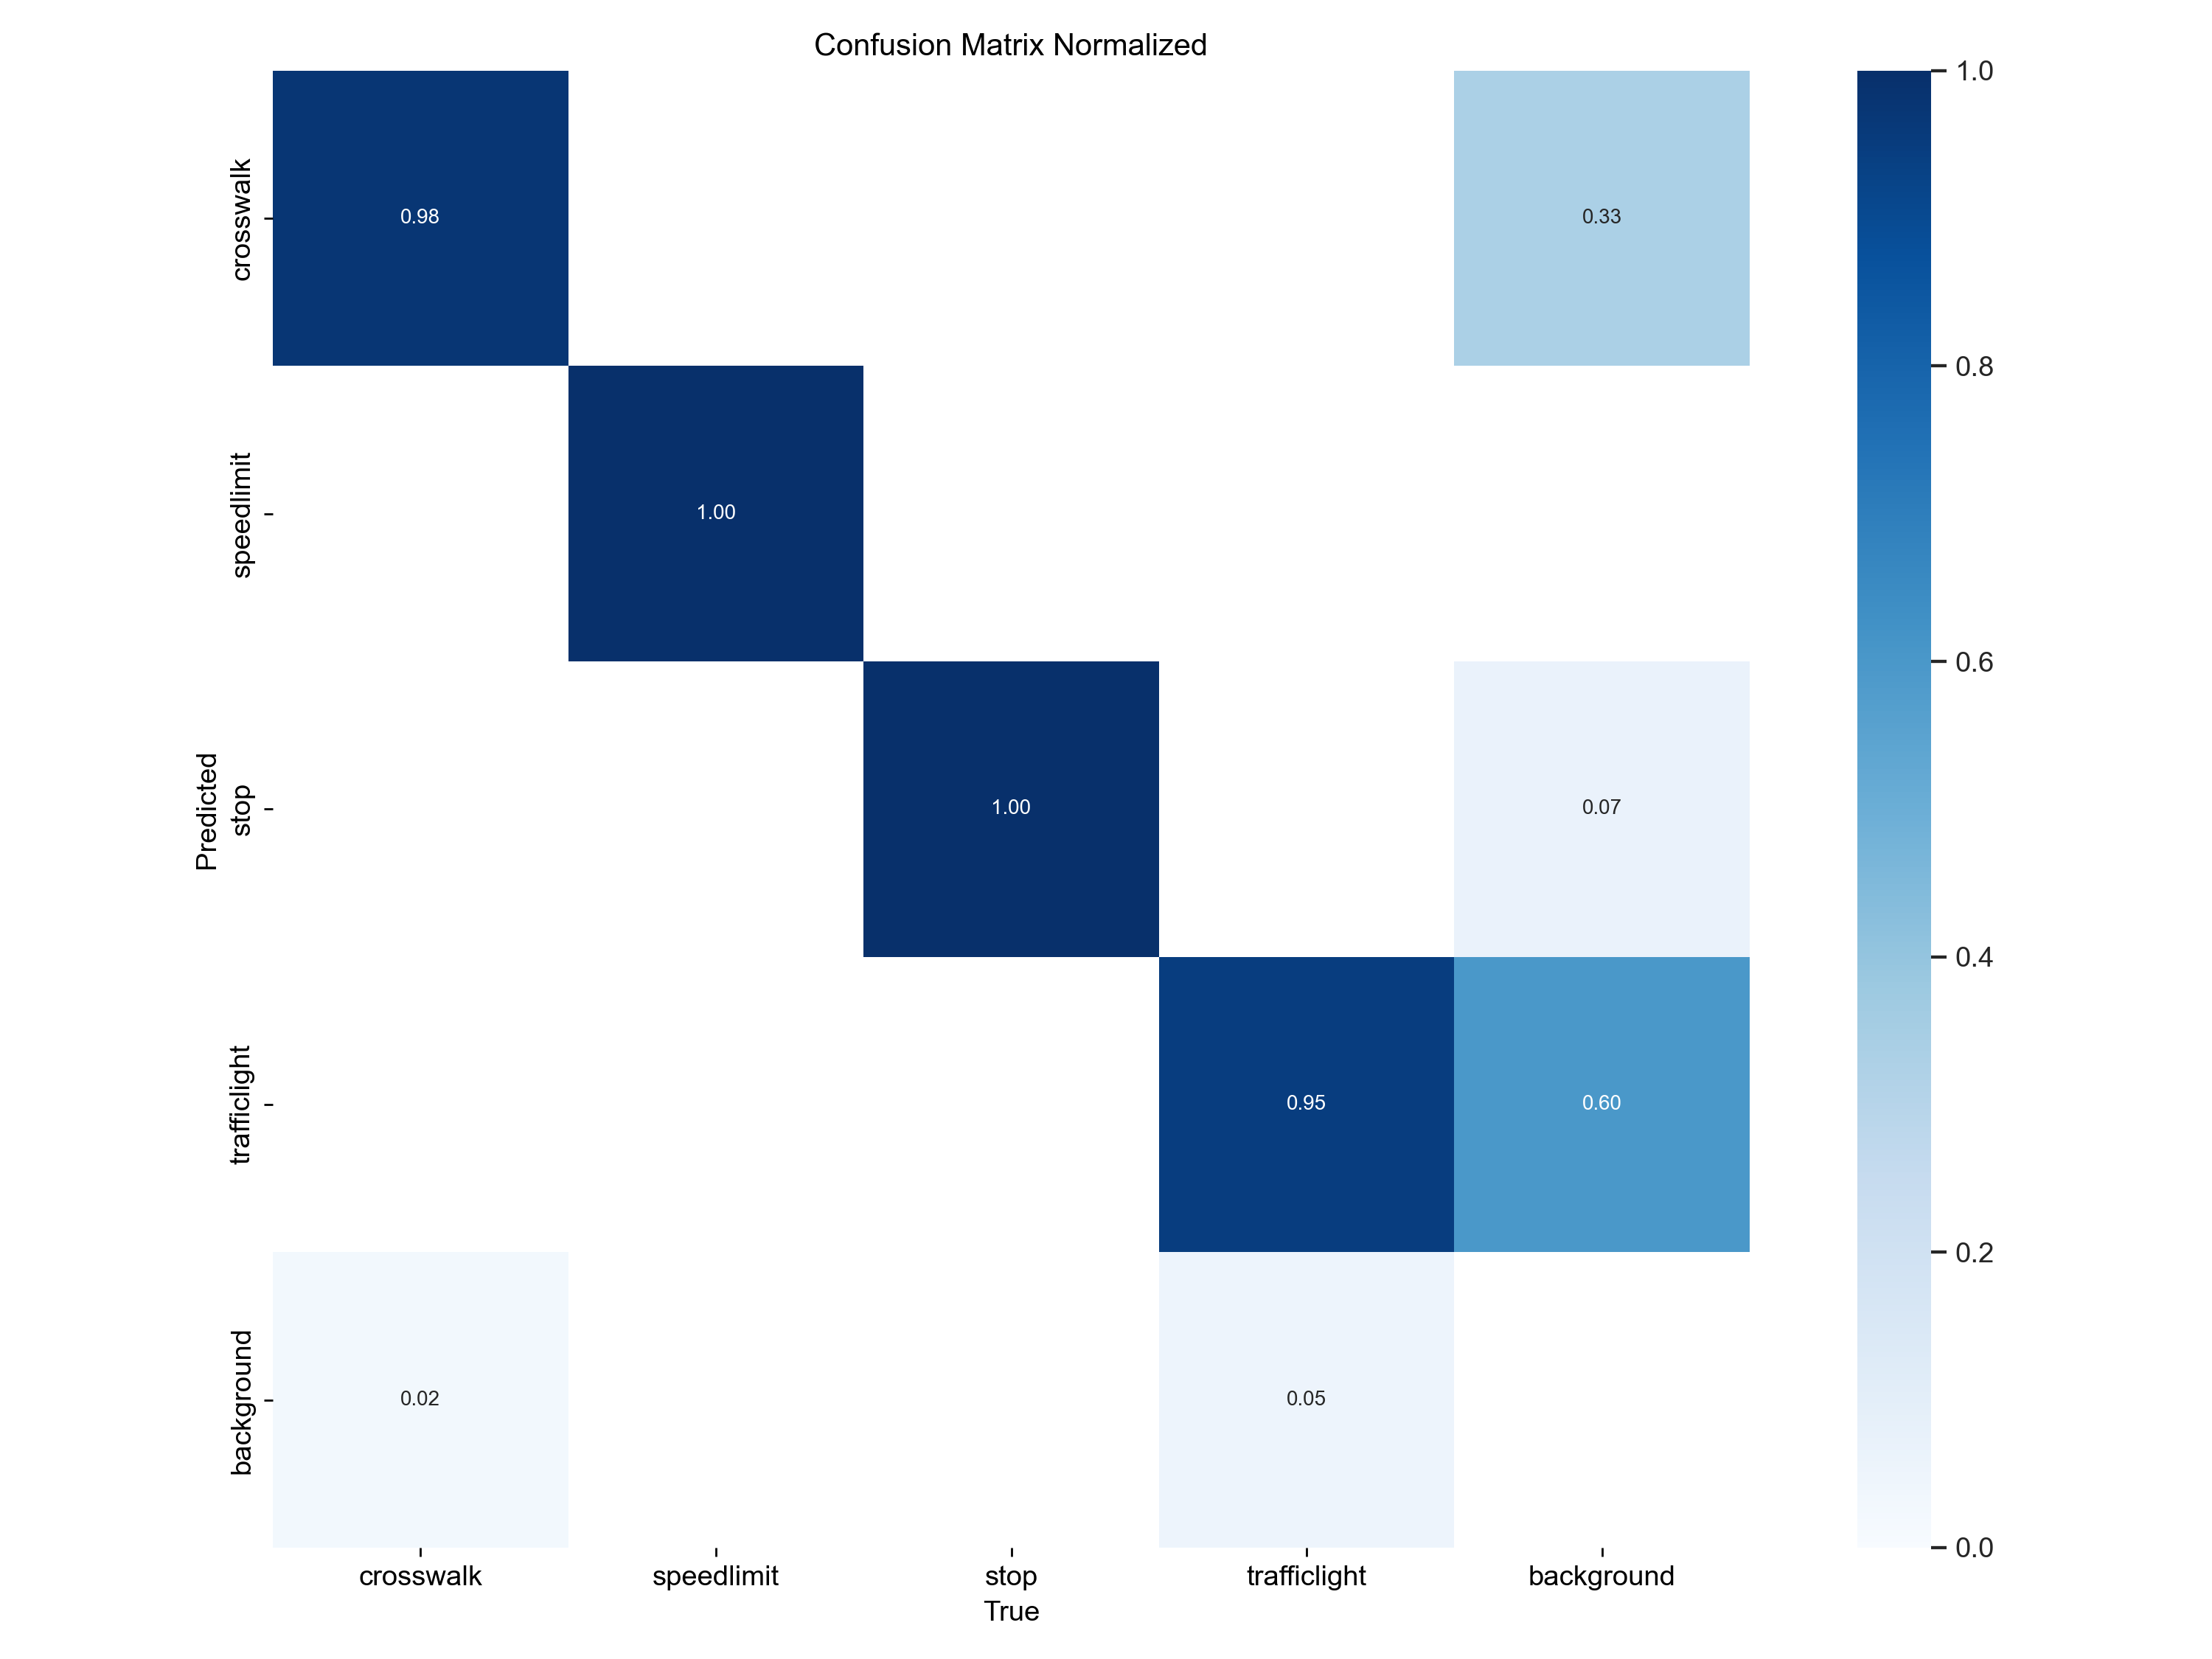 Confusion Matrix Normalized
1.0
crosswalk
0.98
0.33
0.8
speedlimit
1.00
0.6
Predicted
stop
1.00
0.07
0.4
trafficlight
0.95
0.60
0.2
background
0.02
0.05
0.0
crosswalk
speedlimit
stop
trafficlight
background
True